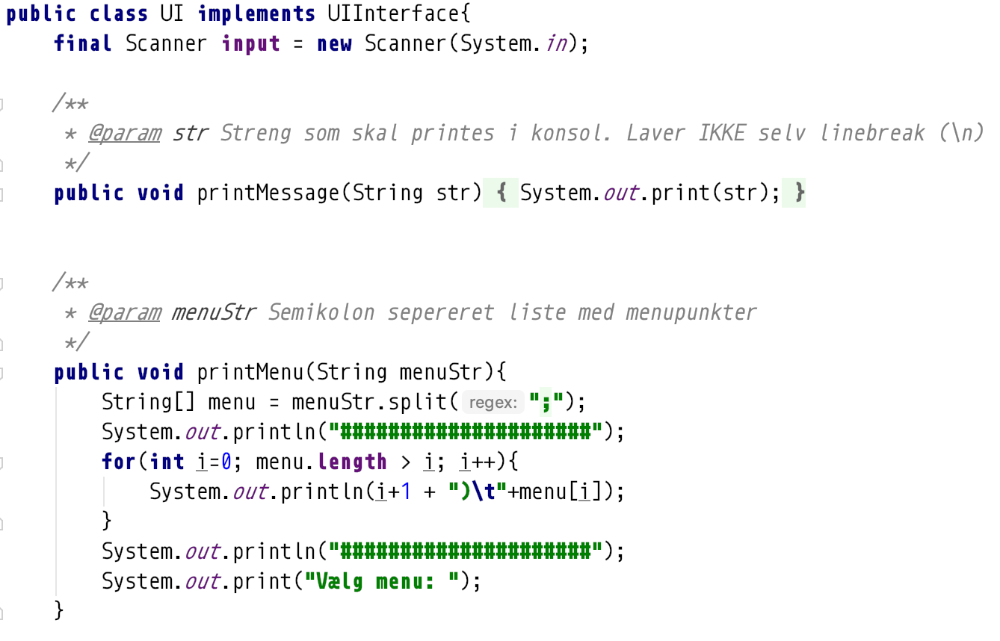 public class UI implements UIInterface{
    final Scanner input = new Scanner(System.in);
    /**
     * @param str Streng som skal printes i konsol. Laver IKKE selv linebreak (\n)
     */
    public void printMessage(String str) { System.out.print(str); }
    /**
     * @param menuStr Semikolon sepereret liste med menupunkter
     */
    public void printMenu(String menuStr){
        String[] menu = menuStr.split( regex: ";");
        System.out.println("#####################");
        for(int i=0; menu.length > i; i++){
            System.out.println(i+1 + ")\t"+menu[i]);
        }
        System.out.println("#####################");
        System.out.print("Vælg menu: ");
    }